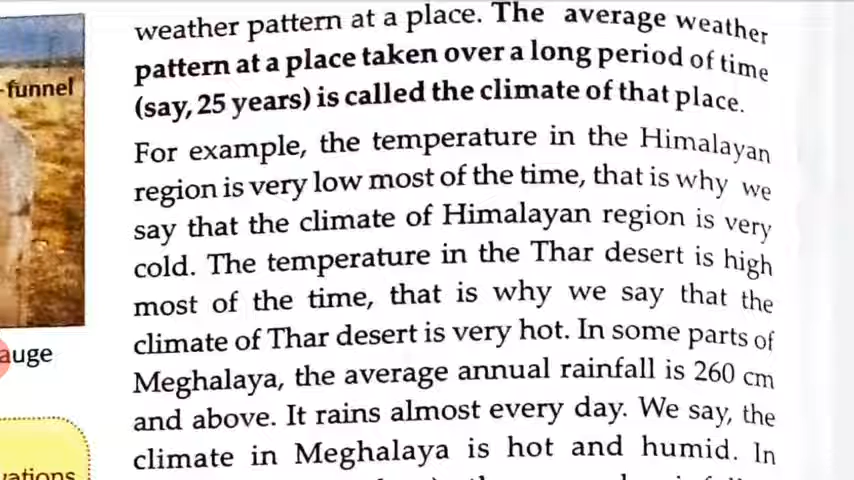 weather pattern at a place. The average weather
pattern at a place taken over a long period of time
(say, 25 years) is called the climate of that place.
For example, the temperature in the Himalayan
region is very low most of the time, that is why we
say that the climate of Himalayan region is very
cold. The temperature in the Thar desert is high
most of the time, that is why we say that the
climate of Thar desert is very hot. In some parts of
Meghalaya, the average annual rainfall is 260 cm
and above. It rains almost every day. We say, the
climate in Meghalaya is hot and humid. In
-funnel
auge
vations